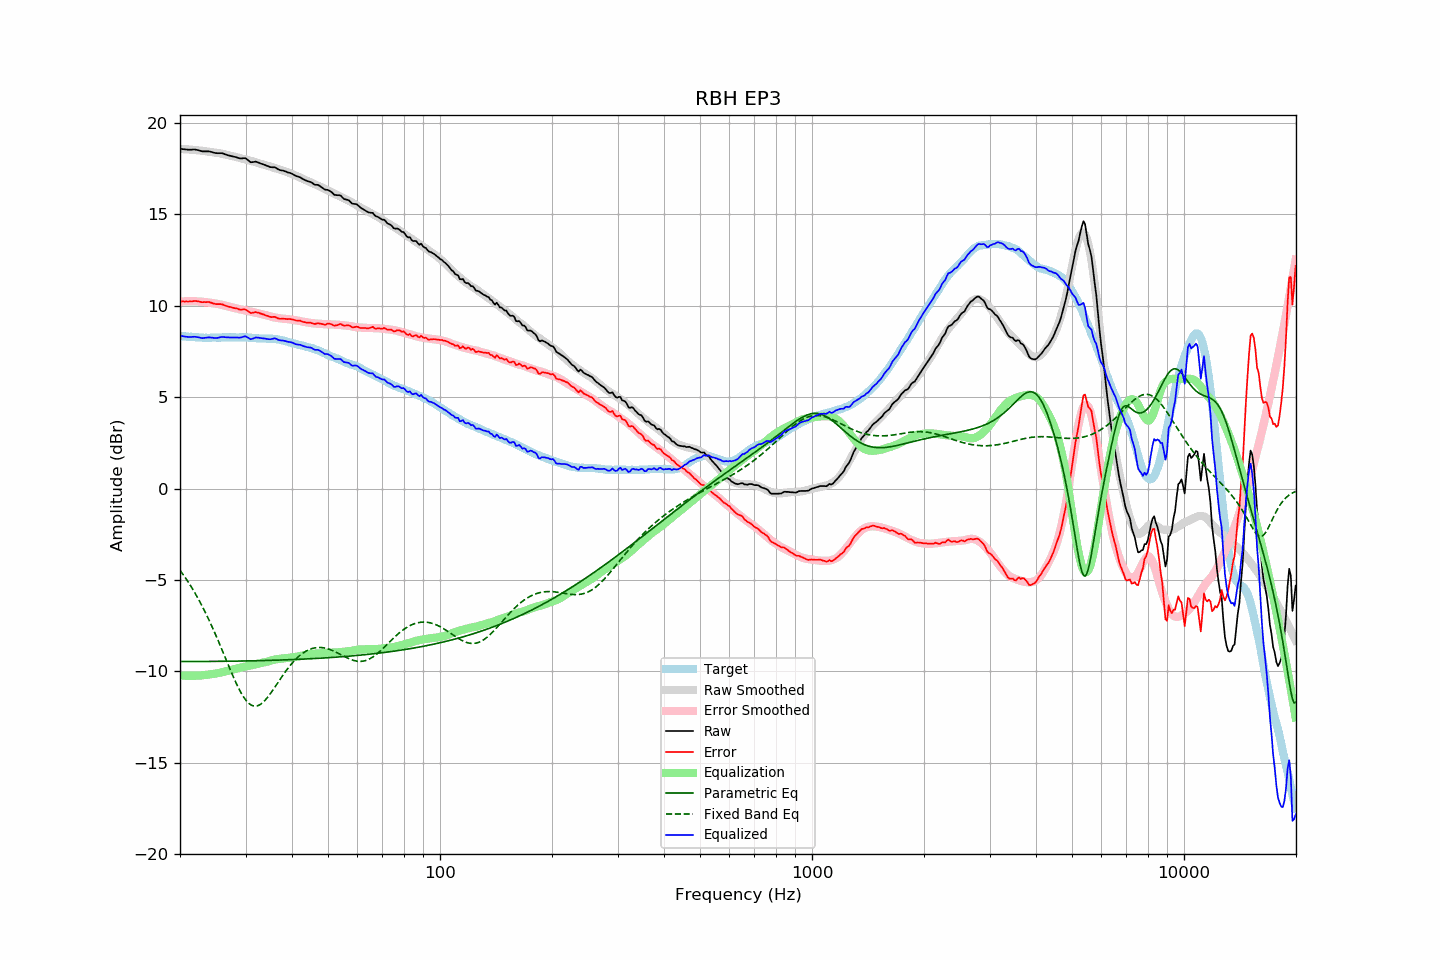 RBH EP3
20
15
10
5
0
−5
−10
−15
−20
Amplitude (dBr)
100
1000
10000
Frequency (Hz)
Target
Raw Smoothed
Error Smoothed
Raw
Error
Equalization
Parametric Eq
Fixed Band Eq
Equalized